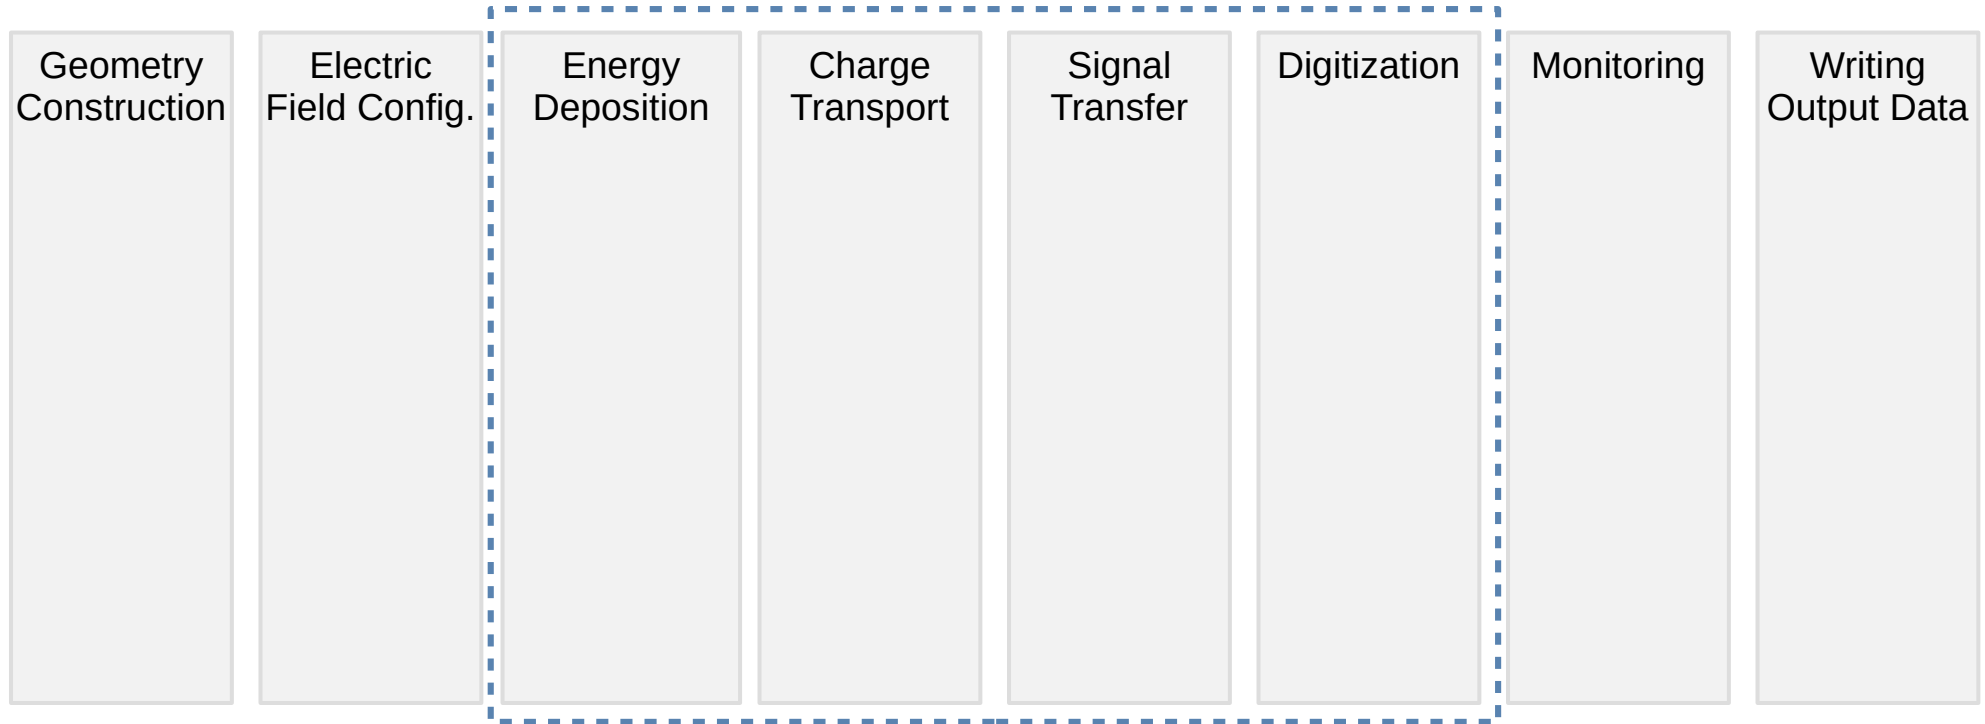 Geometry
Construction
Electric
Field Config.
Energy
Deposition
Charge
Transport
Signal
Transfer
Digitization
Monitoring
Writing
Output Data